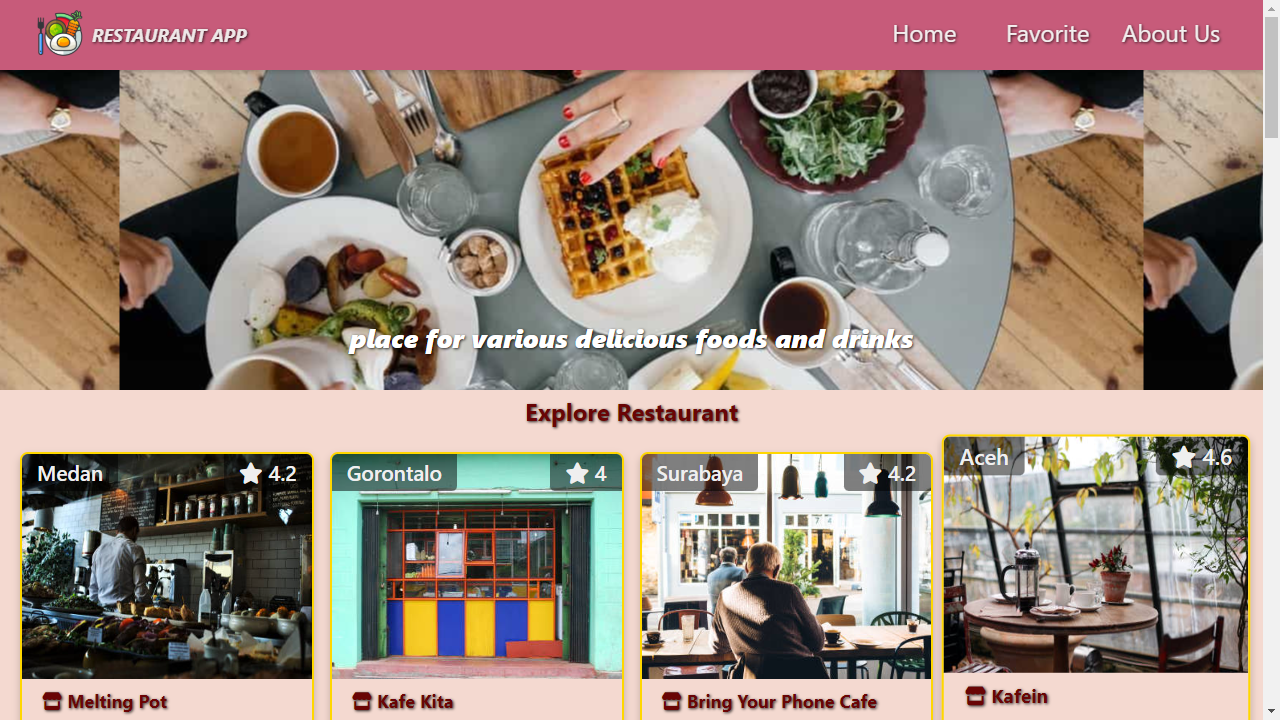 RESTAURANT APP
Home
Favorite
About Us
place for various delicious foods and drinks
Explore Restaurant
Medan
4.2
Gorontalo
4
Surabaya
4.2
Aceh
4.6
Melting Pot
Kafe Kita
Bring Your Phone Cafe
Kafein